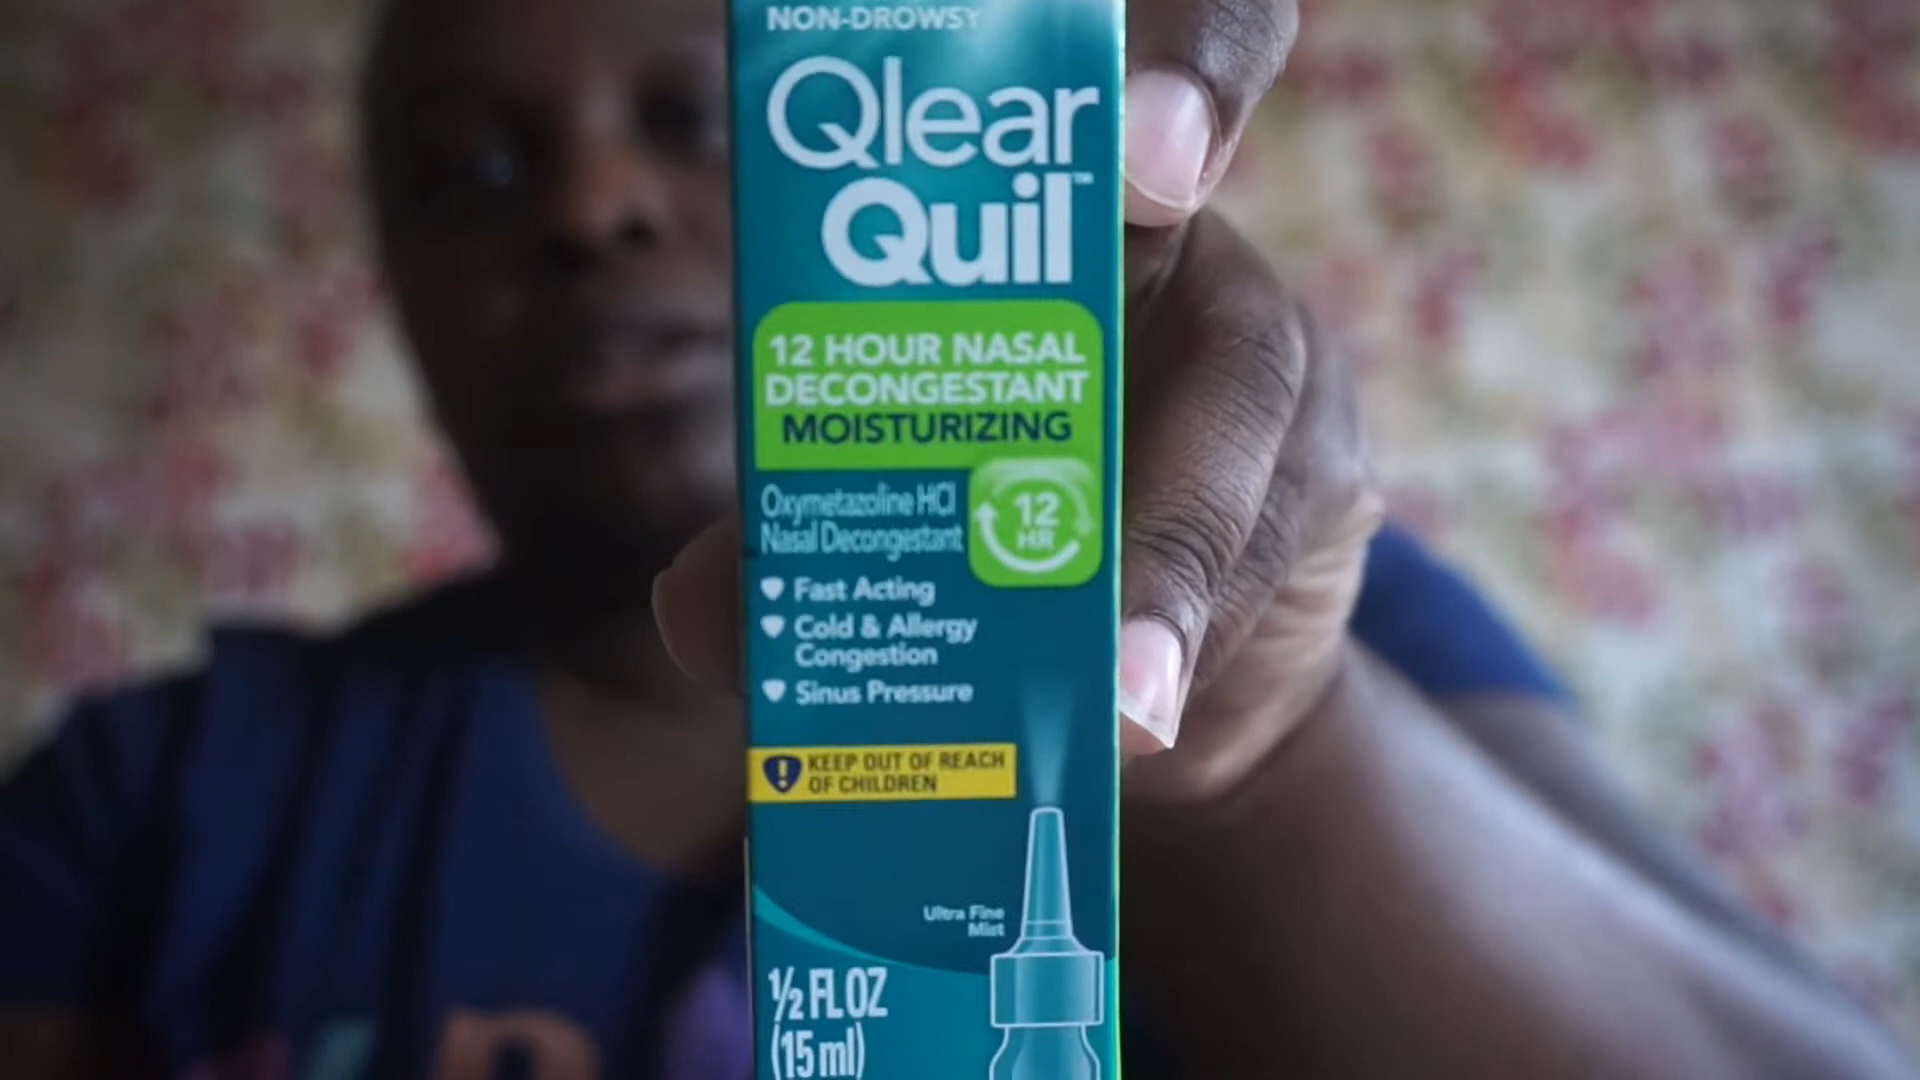 NON-DROWSY
Qlear
Quil™
12 HOUR NASAL
DECONGESTANT
MOISTURIZING
Oxymetazoline HCl
Nasal Decongestant
12
HR
Fast Acting
Cold & Allergy
Congestion
Sinus Pressure
KEEP OUT OF REACH
OF CHILDREN
Ultra Fine
Mist
½ FL OZ
(15 ml)